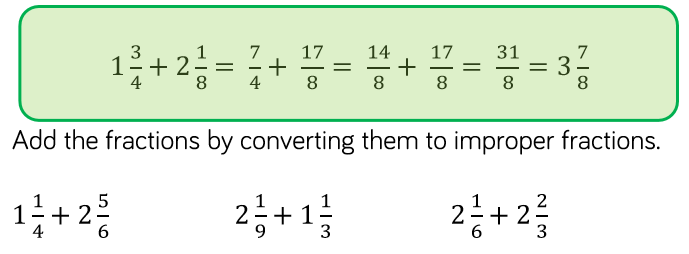 1 3/4 + 2 1/8 = 7/4 + 17/8 = 14/8 + 17/8 = 31/8 = 3 7/8
Add the fractions by converting them to improper fractions.
1 1/4 + 2 5/6 2 1/9 + 1 1/3 2 1/6 + 2 2/3